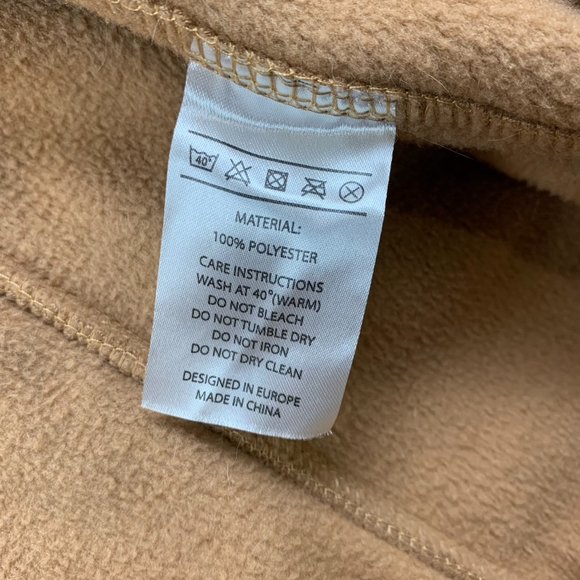 40°
MATERIAL:
100% POLYESTER
CARE INSTRUCTIONS
WASH AT 40°(WARM)
DO NOT BLEACH
DO NOT TUMBLE DRY
DO NOT IRON
DO NOT DRY CLEAN
DESIGNED IN EUROPE
MADE IN CHINA